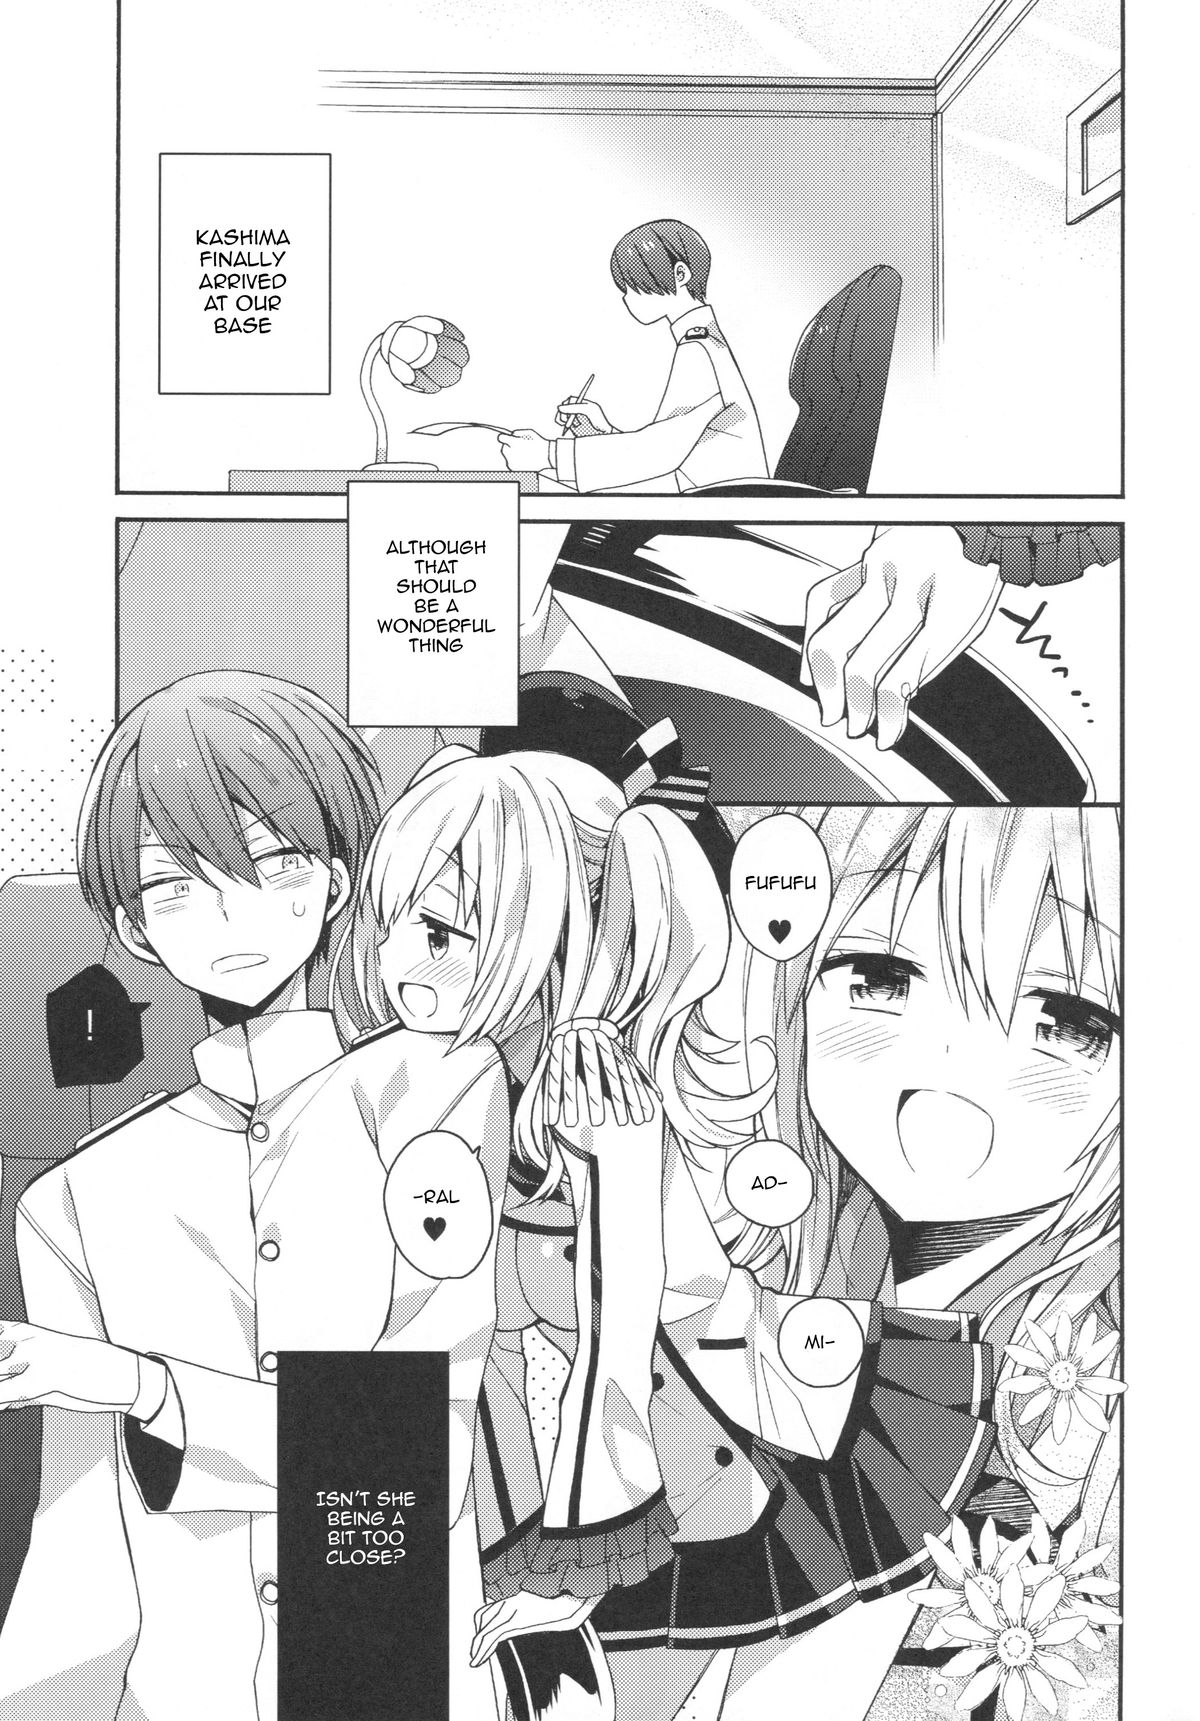 KASHIMA
FINALLY
ARRIVED
AT OUR
BASE
ALTHOUGH
THAT
SHOULD
BE A
WONDERFUL
THING
FUFUFU
♥
AD-
MI-
-RAL
♥
!
ISN'T SHE
BEING A
BIT TOO
CLOSE?